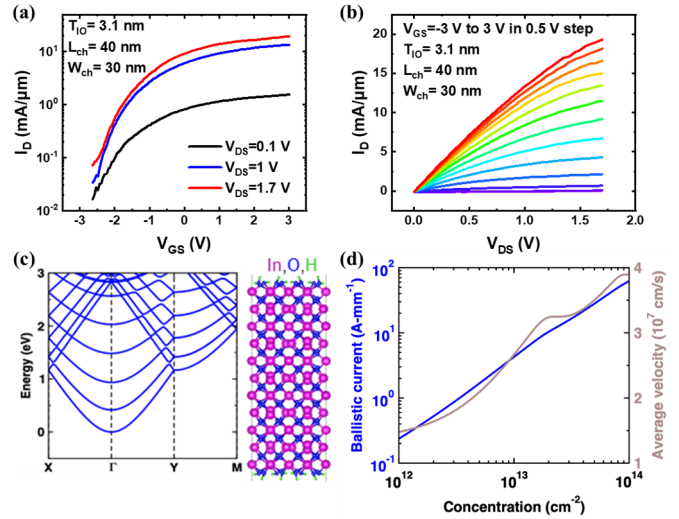 (a)
T_IO= 3.1 nm
L_ch= 40 nm
W_ch= 30 nm
V_DS=0.1 V
V_DS=1 V
V_DS=1.7 V
I_D (mA/μm)
10^1
10^0
10^-1
10^-2
-3 -2 -1 0 1 2 3
V_GS (V)
(b)
V_GS=-3 V to 3 V in 0.5 V step
T_IO= 3.1 nm
L_ch= 40 nm
W_ch= 30 nm
I_D (mA/μm)
25
20
15
10
5
0
0.0 0.5 1.0 1.5 2.0
V_DS (V)
(c)
In,O,H
Energy (eV)
3
2
1
0
X Γ Y M
(d)
Ballistic current (A-mm^-1)
10^2
10^1
10^0
10^-1
10^12 10^13 10^14
Concentration (cm^-2)
4
3
2
1
Average velocity (10^7 cm/s)